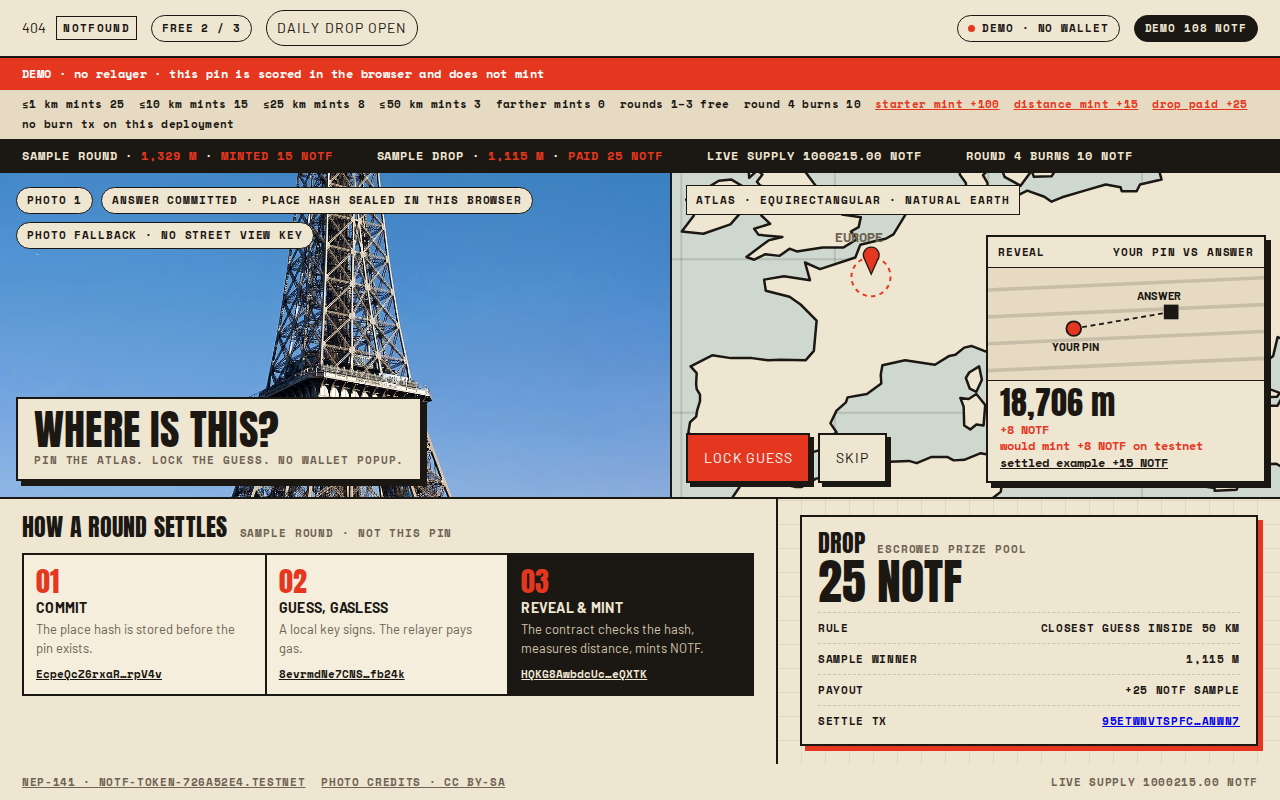 404 NOTFOUND FREE 2 / 3 DAILY DROP OPEN DEMO · NO WALLET DEMO 108 NOTF
DEMO · no relayer · this pin is scored in the browser and does not mint
≤1 km mints 25 ≤10 km mints 15 ≤25 km mints 8 ≤50 km mints 3 farther mints 0 rounds 1–3 free round 4 burns 10 starter mint +100 distance mint +15 drop paid +25
no burn tx on this deployment
SAMPLE ROUND · 1,329 M · MINTED 15 NOTF SAMPLE DROP · 1,115 M · PAID 25 NOTF LIVE SUPPLY 1000215.00 NOTF ROUND 4 BURNS 10 NOTF
PHOTO 1 ANSWER COMMITTED · PLACE HASH SEALED IN THIS BROWSER
PHOTO FALLBACK · NO STREET VIEW KEY
WHERE IS THIS?
PIN THE ATLAS. LOCK THE GUESS. NO WALLET POPUP.
ATLAS · EQUIRECTANGULAR · NATURAL EARTH
EUROPE
LOCK GUESS SKIP
REVEAL YOUR PIN VS ANSWER
ANSWER
YOUR PIN
18,706 m
+8 NOTF
would mint +8 NOTF on testnet
settled example +15 NOTF
HOW A ROUND SETTLES SAMPLE ROUND · NOT THIS PIN
01
COMMIT
The place hash is stored before the
pin exists.
EcpeQcZ6rxaR…rpV4v
02
GUESS, GASLESS
A local key signs. The relayer pays
gas.
8evrmdNe7CNS…fb24k
03
REVEAL & MINT
The contract checks the hash,
measures distance, mints NOTF.
HQKG8AwbdcUc…eQXTK
DROP ESCROWED PRIZE POOL
25 NOTF
RULE CLOSEST GUESS INSIDE 50 KM
SAMPLE WINNER 1,115 M
PAYOUT +25 NOTF SAMPLE
SETTLE TX 95ETWNVTSPFC…ANWN7
NEP-141 · NOTF-TOKEN-726A52E4.TESTNET PHOTO CREDITS · CC BY-SA LIVE SUPPLY 1000215.00 NOTF